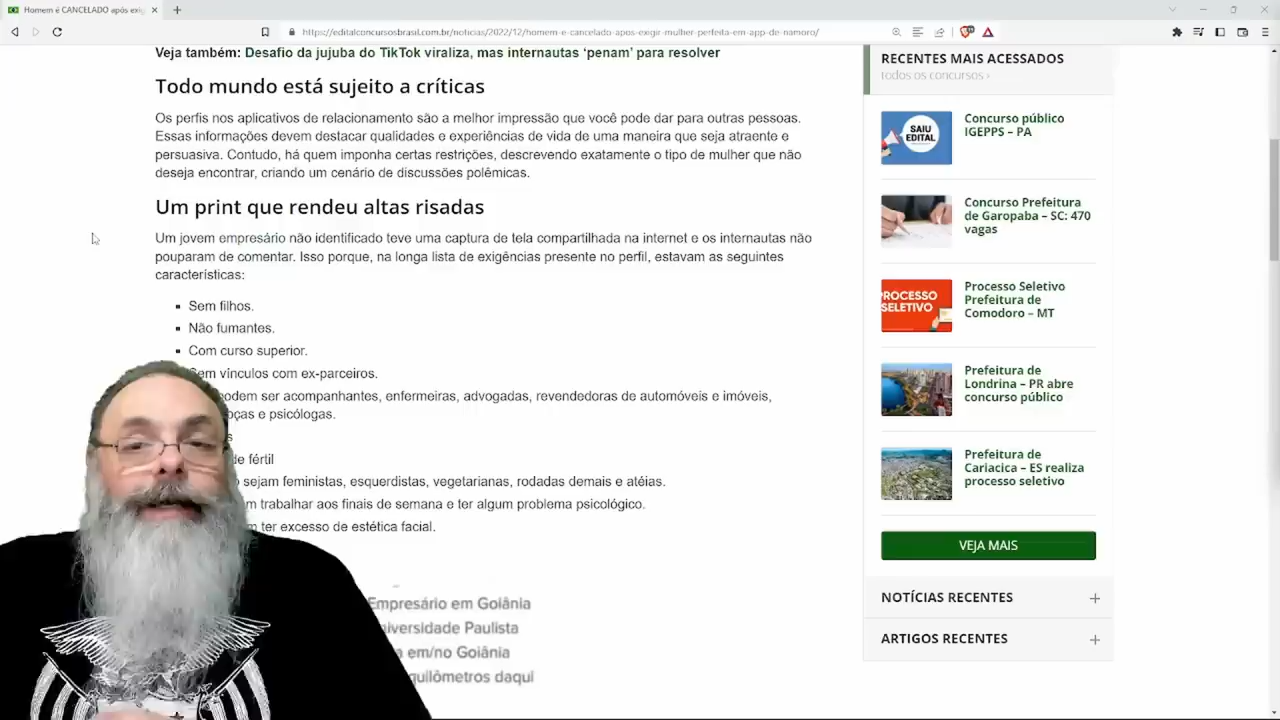 Homem é CANCELADO após exig
https://editalconcursosbrasil.com.br/noticias/2022/12/homem-e-cancelado-apos-exigir-mulher-perfeita-em-app-de-namoro/
Veja também: Desafio da jujuba do TikTok viraliza, mas internautas ‘penam’ para resolver
Todo mundo está sujeito a críticas
Os perfis nos aplicativos de relacionamento são a melhor impressão que você pode dar para outras pessoas.
Essas informações devem destacar qualidades e experiências de vida de uma maneira que seja atraente e
persuasiva. Contudo, há quem imponha certas restrições, descrevendo exatamente o tipo de mulher que não
deseja encontrar, criando um cenário de discussões polêmicas.
Um print que rendeu altas risadas
Um jovem empresário não identificado teve uma captura de tela compartilhada na internet e os internautas não
pouparam de comentar. Isso porque, na longa lista de exigências presente no perfil, estavam as seguintes
características:
Sem filhos.
Não fumantes.
Com curso superior.
Sem vínculos com ex-parceiros.
podem ser acompanhantes, enfermeiras, advogadas, revendedoras de automóveis e imóveis,
e psicólogas.
de fértil
sejam feministas, esquerdistas, vegetarianas, rodadas demais e atéias.
trabalhar aos finais de semana e ter algum problema psicológico.
ter excesso de estética facial.
Empresário em Goiânia
Paulista
em/no Goiânia
quilômetros daqui
RECENTES MAIS ACESSADOS
todos os concursos ›
SAIU
EDITAL
Concurso público
IGEPPS – PA
Concurso Prefeitura
de Garopaba – SC: 470
vagas
PROCESSO
SELETIVO
Processo Seletivo
Prefeitura de
Comodoro – MT
Prefeitura de
Londrina – PR abre
concurso público
Prefeitura de
Cariacica – ES realiza
processo seletivo
VEJA MAIS
NOTÍCIAS RECENTES
ARTIGOS RECENTES